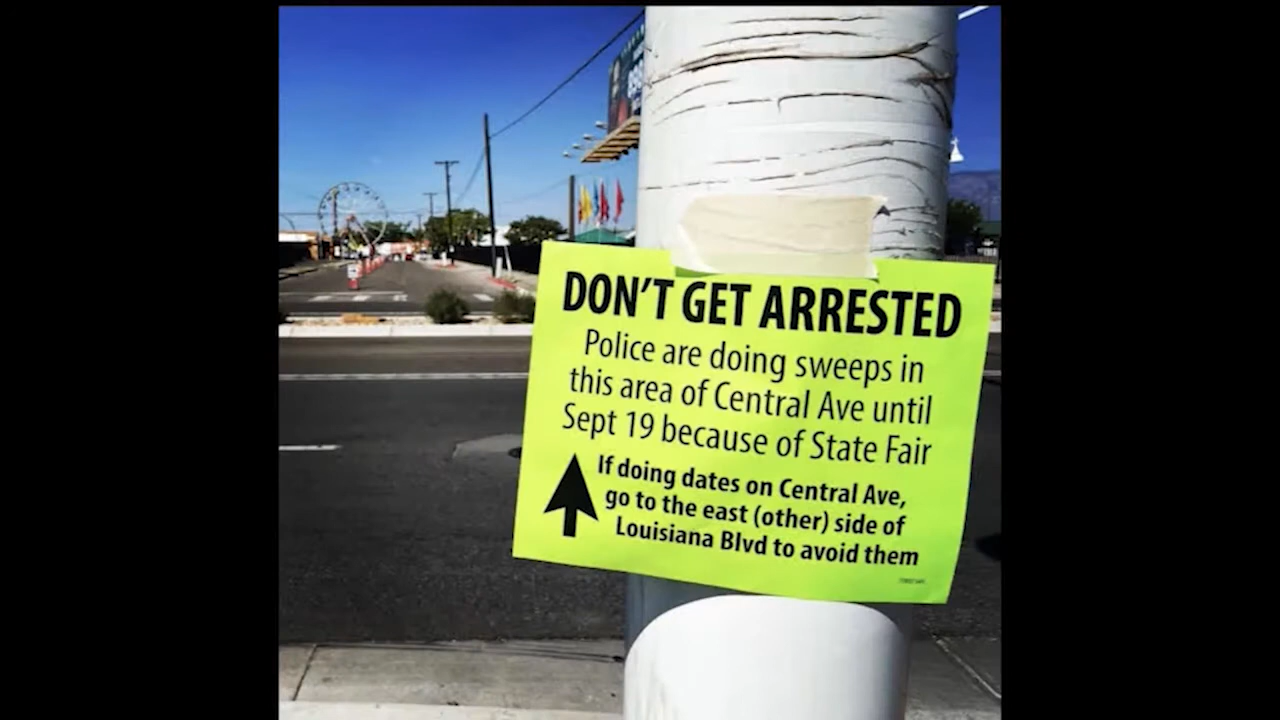 DON'T GET ARRESTED
Police are doing sweeps in
this area of Central Ave until
Sept 19 because of State Fair
If doing dates on Central Ave,
go to the east (other) side of
Louisiana Blvd to avoid them